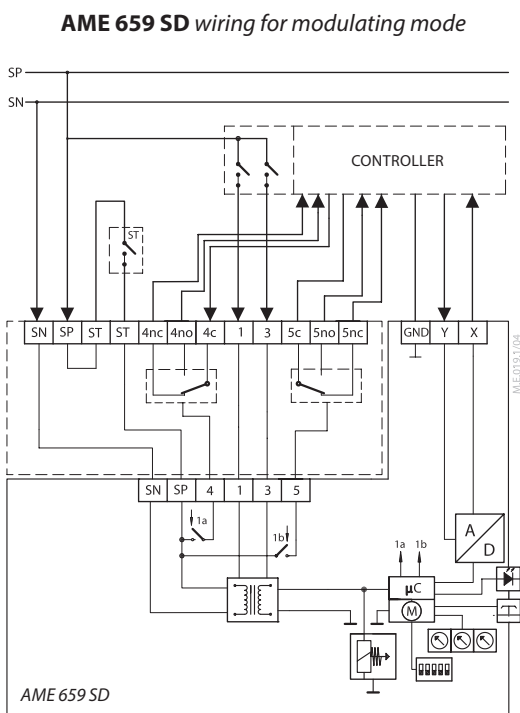 AME 659 SD wiring for modulating mode
SP
SN
CONTROLLER
ST
SN SP ST ST 4nc 4no 4c 1 3 5c 5no 5nc GND Y X
M.E.019.1/04
SN SP 4 1 3 5
1a
1b
1a 1b
A
D
µC
M
AME 659 SD